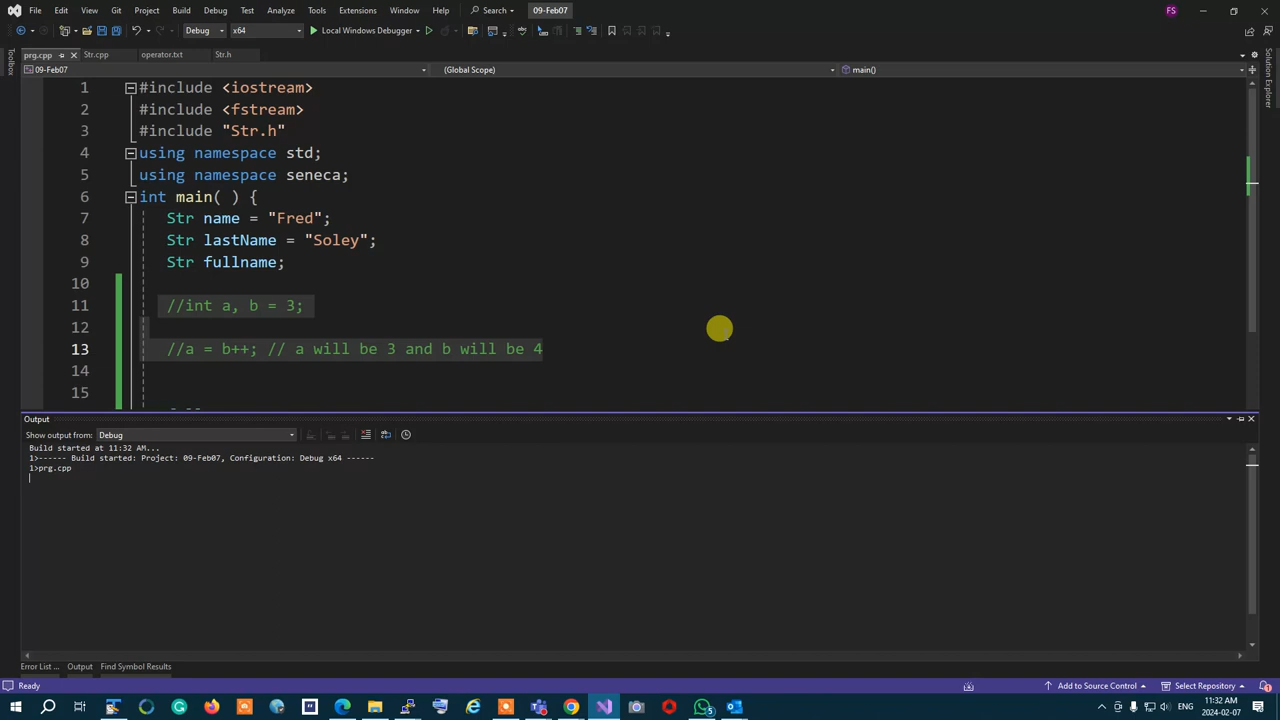 File Edit View Git Project Build Debug Test Analyze Tools Extensions Window Help Search 09-Feb07 FS
Debug x64 Local Windows Debugger
prg.cpp Str.cpp operator.txt Str.h
09-Feb07 (Global Scope) main()
Toolbox
Solution Explorer
1 #include <iostream>
2 #include <fstream>
3 #include "Str.h"
4 using namespace std;
5 using namespace seneca;
6 int main( ) {
7 Str name = "Fred";
8 Str lastName = "Soley";
9 Str fullname;
10
11 //int a, b = 3;
12
13 //a = b++; // a will be 3 and b will be 4
14
15
Output
Show output from: Debug
Build started at 11:32 AM...
1>------ Build started: Project: 09-Feb07, Configuration: Debug x64 ------
1>prg.cpp
Error List ... Output Find Symbol Results
Ready Add to Source Control Select Repository
11:32 AM
2024-02-07